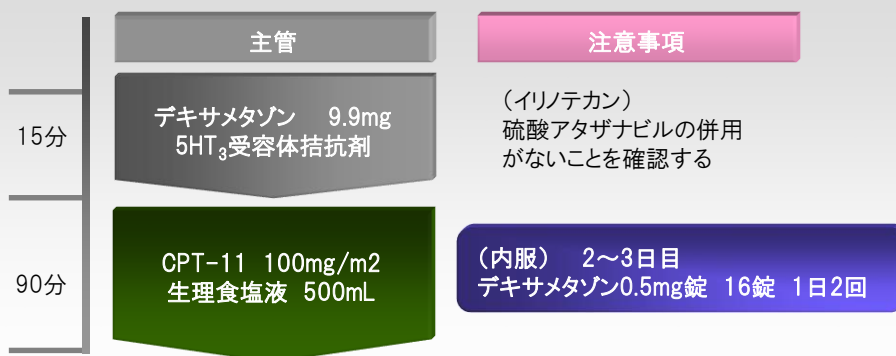 主管
注意事項
15分
デキサメタゾン 9.9mg
5HT₃受容体拮抗剤
（イリノテカン）
硫酸アタザナビルの併用
がないことを確認する
90分
CPT-11 100mg/m2
生理食塩液 500mL
（内服） 2～3日目
デキサメタゾン0.5mg錠 16錠 1日2回